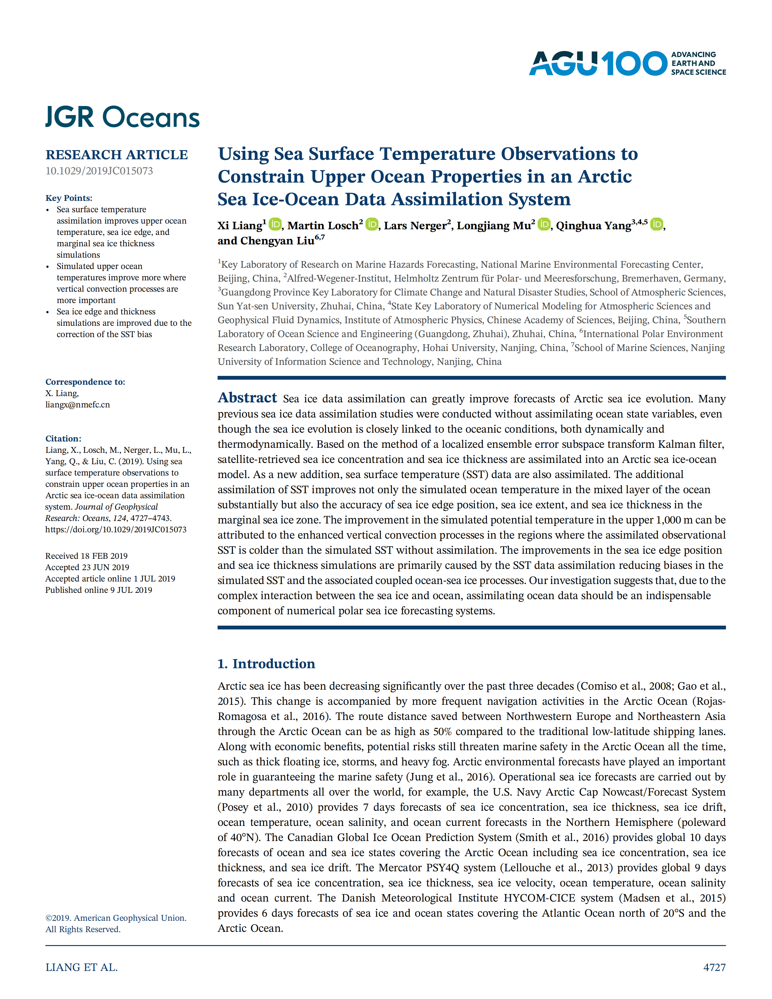 AGU100 ADVANCING
EARTH AND
SPACE SCIENCE
JGR Oceans
RESEARCH ARTICLE
10.1029/2019JC015073
Key Points:
• Sea surface temperature
assimilation improves upper ocean
temperature, sea ice edge, and
marginal sea ice thickness
simulations
• Simulated upper ocean
temperatures improve more where
vertical convection processes are
more important
• Sea ice edge and thickness
simulations are improved due to the
correction of the SST bias
Correspondence to:
X. Liang,
liangx@nmefc.cn
Citation:
Liang, X., Losch, M., Nerger, L., Mu, L.,
Yang, Q., & Liu, C. (2019). Using sea
surface temperature observations to
constrain upper ocean properties in an
Arctic sea ice-ocean data assimilation
system. Journal of Geophysical
Research: Oceans, 124, 4727–4743.
https://doi.org/10.1029/2019JC015073
Received 18 FEB 2019
Accepted 23 JUN 2019
Accepted article online 1 JUL 2019
Published online 9 JUL 2019
©2019. American Geophysical Union.
All Rights Reserved.
Using Sea Surface Temperature Observations to
Constrain Upper Ocean Properties in an Arctic
Sea Ice-Ocean Data Assimilation System
Xi Liang1 iD, Martin Losch2 iD, Lars Nerger2, Longjiang Mu2 iD, Qinghua Yang3,4,5 iD,
and Chengyan Liu6,7
1Key Laboratory of Research on Marine Hazards Forecasting, National Marine Environmental Forecasting Center,
Beijing, China, 2Alfred-Wegener-Institut, Helmholtz Zentrum für Polar- und Meeresforschung, Bremerhaven, Germany,
3Guangdong Province Key Laboratory for Climate Change and Natural Disaster Studies, School of Atmospheric Sciences,
Sun Yat-sen University, Zhuhai, China, 4State Key Laboratory of Numerical Modeling for Atmospheric Sciences and
Geophysical Fluid Dynamics, Institute of Atmospheric Physics, Chinese Academy of Sciences, Beijing, China, 5Southern
Laboratory of Ocean Science and Engineering (Guangdong, Zhuhai), Zhuhai, China, 6International Polar Environment
Research Laboratory, College of Oceanography, Hohai University, Nanjing, China, 7School of Marine Sciences, Nanjing
University of Information Science and Technology, Nanjing, China
Abstract Sea ice data assimilation can greatly improve forecasts of Arctic sea ice evolution. Many
previous sea ice data assimilation studies were conducted without assimilating ocean state variables, even
though the sea ice evolution is closely linked to the oceanic conditions, both dynamically and
thermodynamically. Based on the method of a localized ensemble error subspace transform Kalman filter,
satellite-retrieved sea ice concentration and sea ice thickness are assimilated into an Arctic sea ice-ocean
model. As a new addition, sea surface temperature (SST) data are also assimilated. The additional
assimilation of SST improves not only the simulated ocean temperature in the mixed layer of the ocean
substantially but also the accuracy of sea ice edge position, sea ice extent, and sea ice thickness in the
marginal sea ice zone. The improvement in the simulated potential temperature in the upper 1,000 m can be
attributed to the enhanced vertical convection processes in the regions where the assimilated observational
SST is colder than the simulated SST without assimilation. The improvements in the sea ice edge position
and sea ice thickness simulations are primarily caused by the SST data assimilation reducing biases in the
simulated SST and the associated coupled ocean-sea ice processes. Our investigation suggests that, due to the
complex interaction between the sea ice and ocean, assimilating ocean data should be an indispensable
component of numerical polar sea ice forecasting systems.
1. Introduction
Arctic sea ice has been decreasing significantly over the past three decades (Comiso et al., 2008; Gao et al.,
2015). This change is accompanied by more frequent navigation activities in the Arctic Ocean (Rojas-
Romagosa et al., 2016). The route distance saved between Northwestern Europe and Northeastern Asia
through the Arctic Ocean can be as high as 50% compared to the traditional low-latitude shipping lanes.
Along with economic benefits, potential risks still threaten marine safety in the Arctic Ocean all the time,
such as thick floating ice, storms, and heavy fog. Arctic environmental forecasts have played an important
role in guaranteeing the marine safety (Jung et al., 2016). Operational sea ice forecasts are carried out by
many departments all over the world, for example, the U.S. Navy Arctic Cap Nowcast/Forecast System
(Posey et al., 2010) provides 7 days forecasts of sea ice concentration, sea ice thickness, sea ice drift,
ocean temperature, ocean salinity, and ocean current forecasts in the Northern Hemisphere (poleward
of 40°N). The Canadian Global Ice Ocean Prediction System (Smith et al., 2016) provides global 10 days
forecasts of ocean and sea ice states covering the Arctic Ocean including sea ice concentration, sea ice
thickness, and sea ice drift. The Mercator PSY4Q system (Lellouche et al., 2013) provides global 9 days
forecasts of sea ice concentration, sea ice thickness, sea ice velocity, ocean temperature, ocean salinity
and ocean current. The Danish Meteorological Institute HYCOM-CICE system (Madsen et al., 2015)
provides 6 days forecasts of sea ice and ocean states covering the Atlantic Ocean north of 20°S and the
Arctic Ocean.
LIANG ET AL.
4727